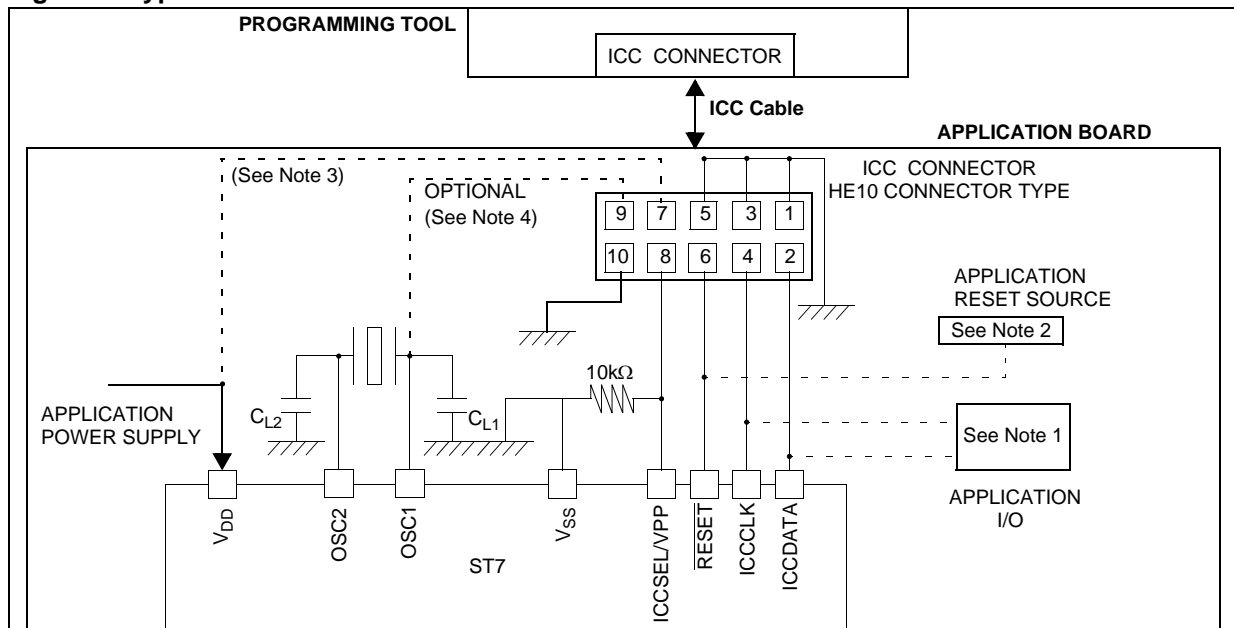 PROGRAMMING TOOL
ICC CONNECTOR
ICC Cable
APPLICATION BOARD
(See Note 3)
OPTIONAL
(See Note 4)
ICC CONNECTOR
HE10 CONNECTOR TYPE
9 7 5 3 1
10 8 6 4 2
APPLICATION
RESET SOURCE
See Note 2
10kΩ
APPLICATION
POWER SUPPLY
CL2
CL1
See Note 1
APPLICATION
I/O
VDD
OSC2
OSC1
VSS
ICCSEL/VPP
RESET
ICCCLK
ICCDATA
ST7